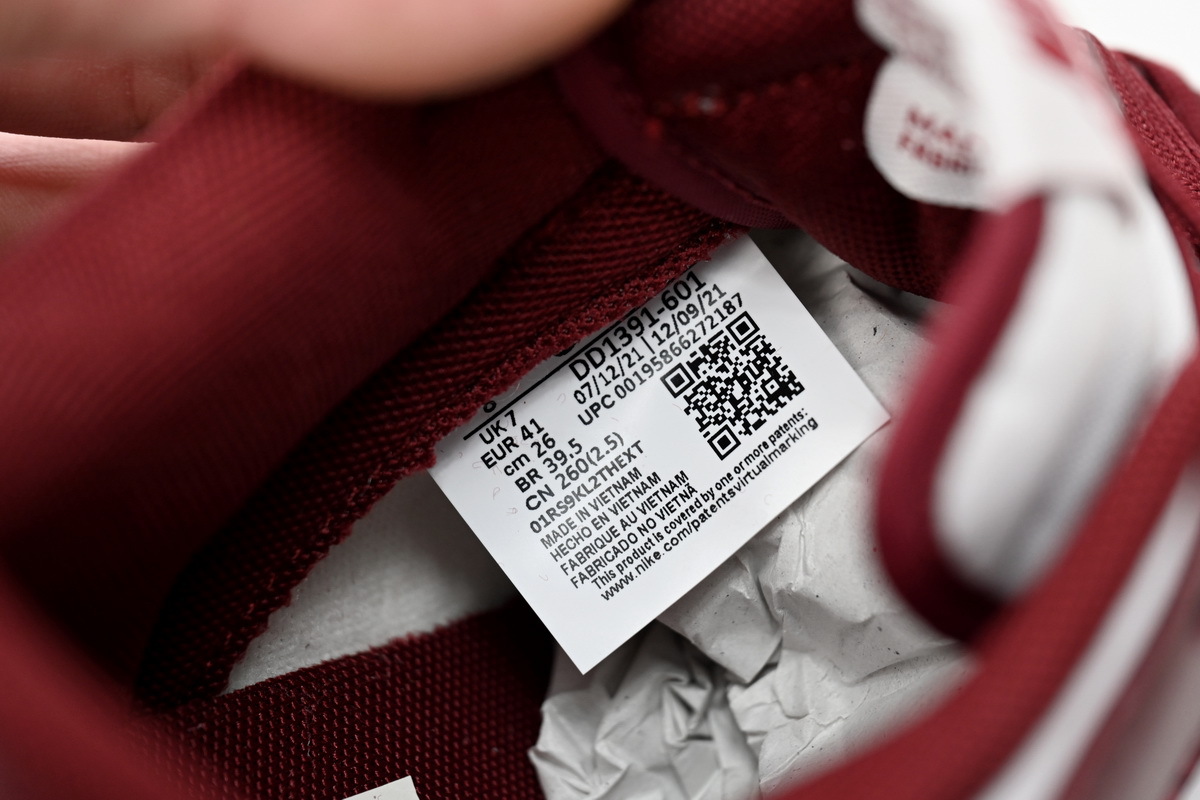 8
UK 7
EUR 41
cm 26
BR 39.5
CN 260(2.5)
DD1391-601
07/12/21 | 12/09/21
UPC 00195866272187
01RS9KL2THEXT
MADE IN VIETNAM
HECHO EN VIETNAM
FABRIQUE AU VIETNAM
FABRICADO NO VIETNÃ
This product is covered by one or more patents:
www.nike.com/patentsvirtualmarking